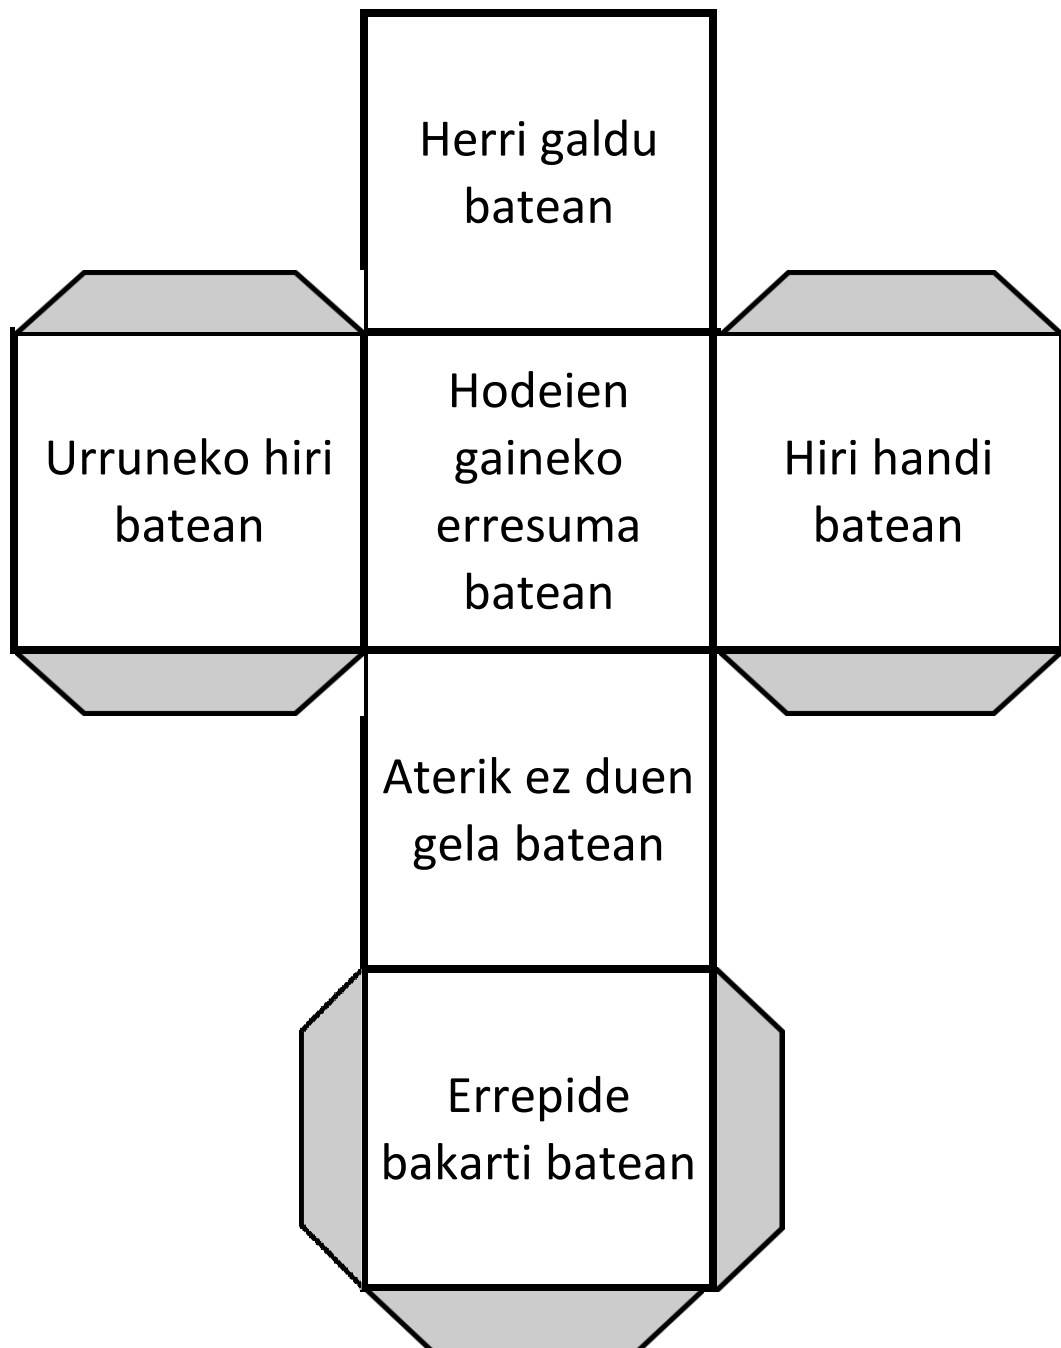 Herri galdu
batean
Urruneko hiri
batean
Hodeien
gaineko
erresuma
batean
Hiri handi
batean
Aterik ez duen
gela batean
Errepide
bakarti batean